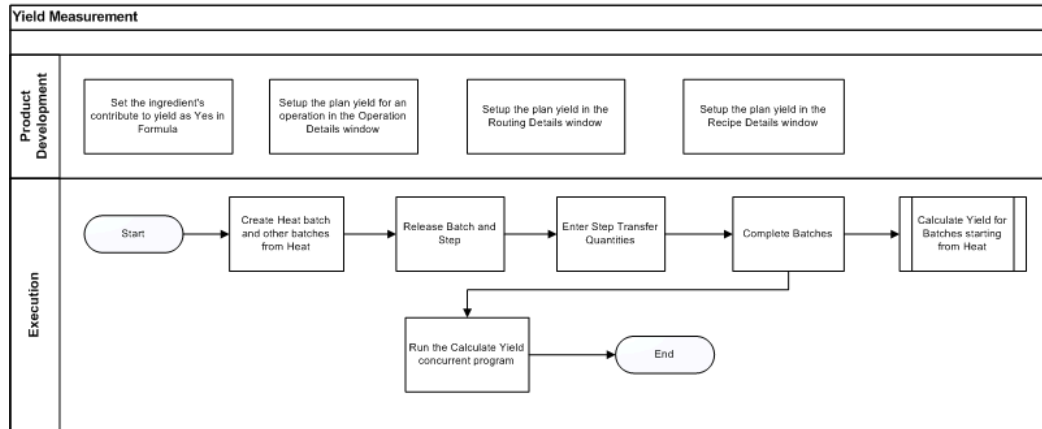 Yield Measurement
Product
Development
Set the ingredient's
contribute to yield as Yes in
Formula
Setup the plan yield for an
operation in the Operation
Details window
Setup the plan yield in the
Routing Details window
Setup the plan yield in the
Recipe Details window
Execution
Start
Create Heat batch
and other batches
from Heat
Release Batch and
Step
Enter Step Transfer
Quantities
Complete Batches
Calculate Yield for
Batches starting
from Heat
Run the Calculate Yield
concurrent program
End